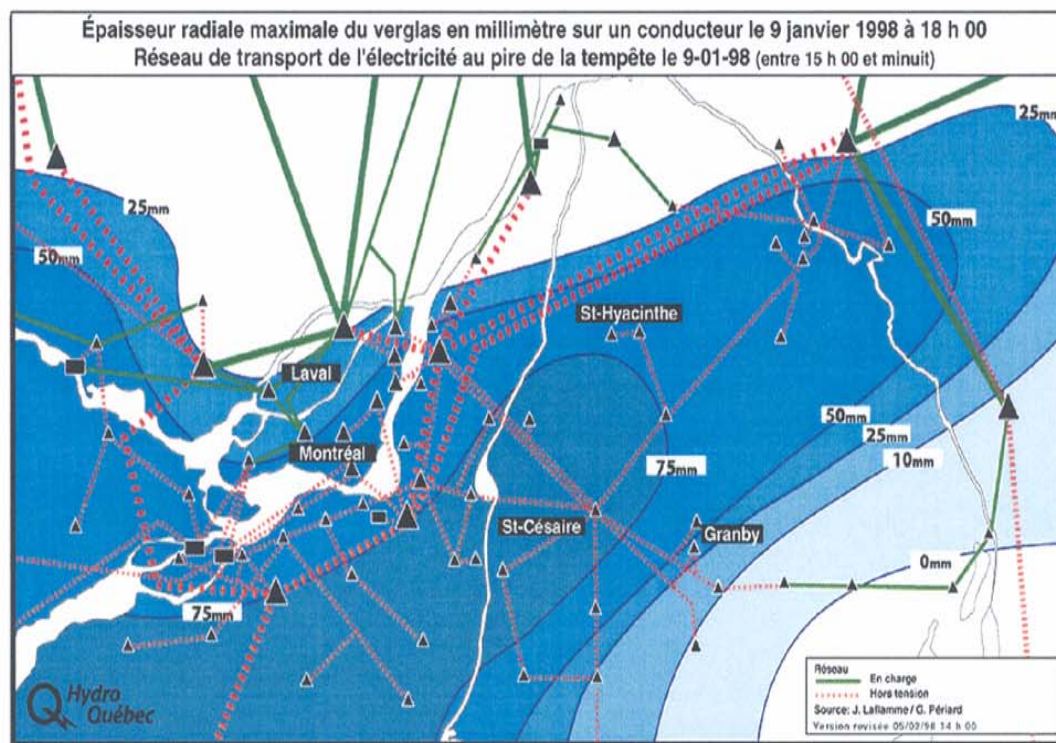 Épaisseur radiale maximale du verglas en millimètre sur un conducteur le 9 janvier 1998 à 18 h 00
Réseau de transport de l'électricité au pire de la tempête le 9-01-98 (entre 15 h 00 et minuit)
25mm
25mm
50mm
50mm
St-Hyacinthe
Laval
50mm
25mm
Montréal
75mm
10mm
St-Césaire
Granby
0mm
75mm
Réseau
En charge
Hors tension
Source: J. Laflamme / G. Périard
Version revisée 05/02/98 14 h 00
Hydro
Québec